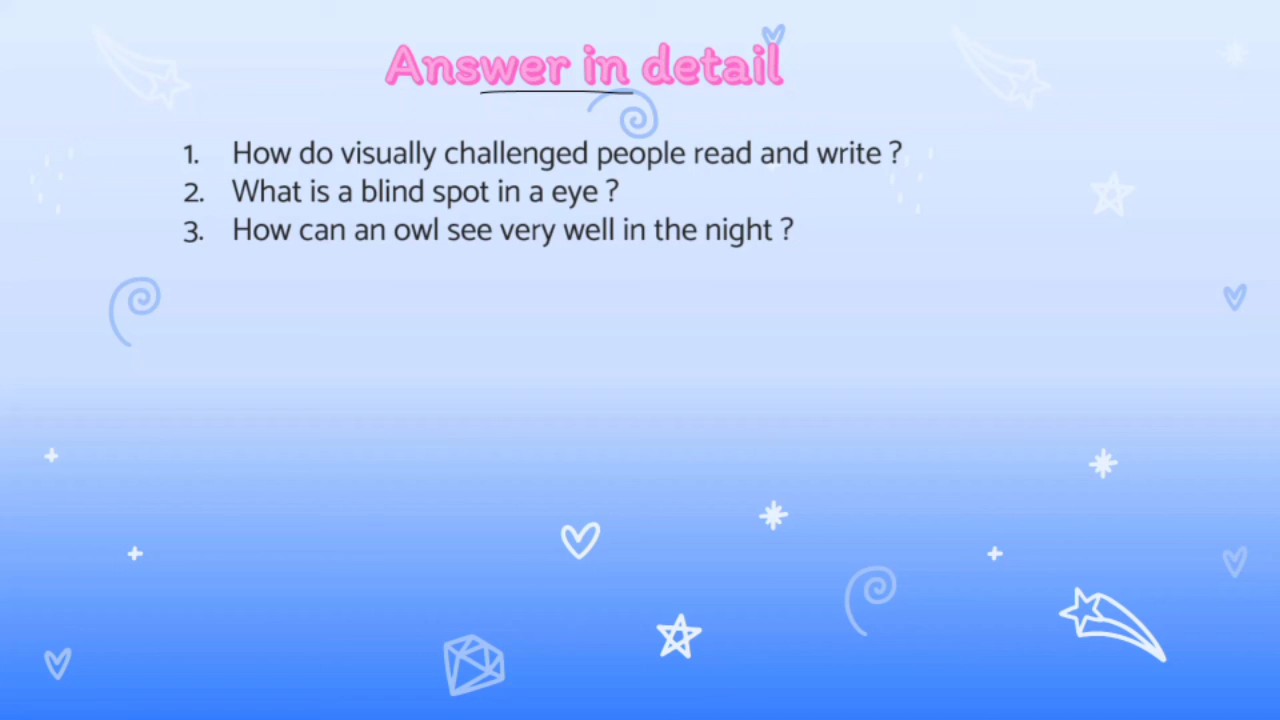 Answer in detail
1. How do visually challenged people read and write ?
2. What is a blind spot in a eye ?
3. How can an owl see very well in the night ?